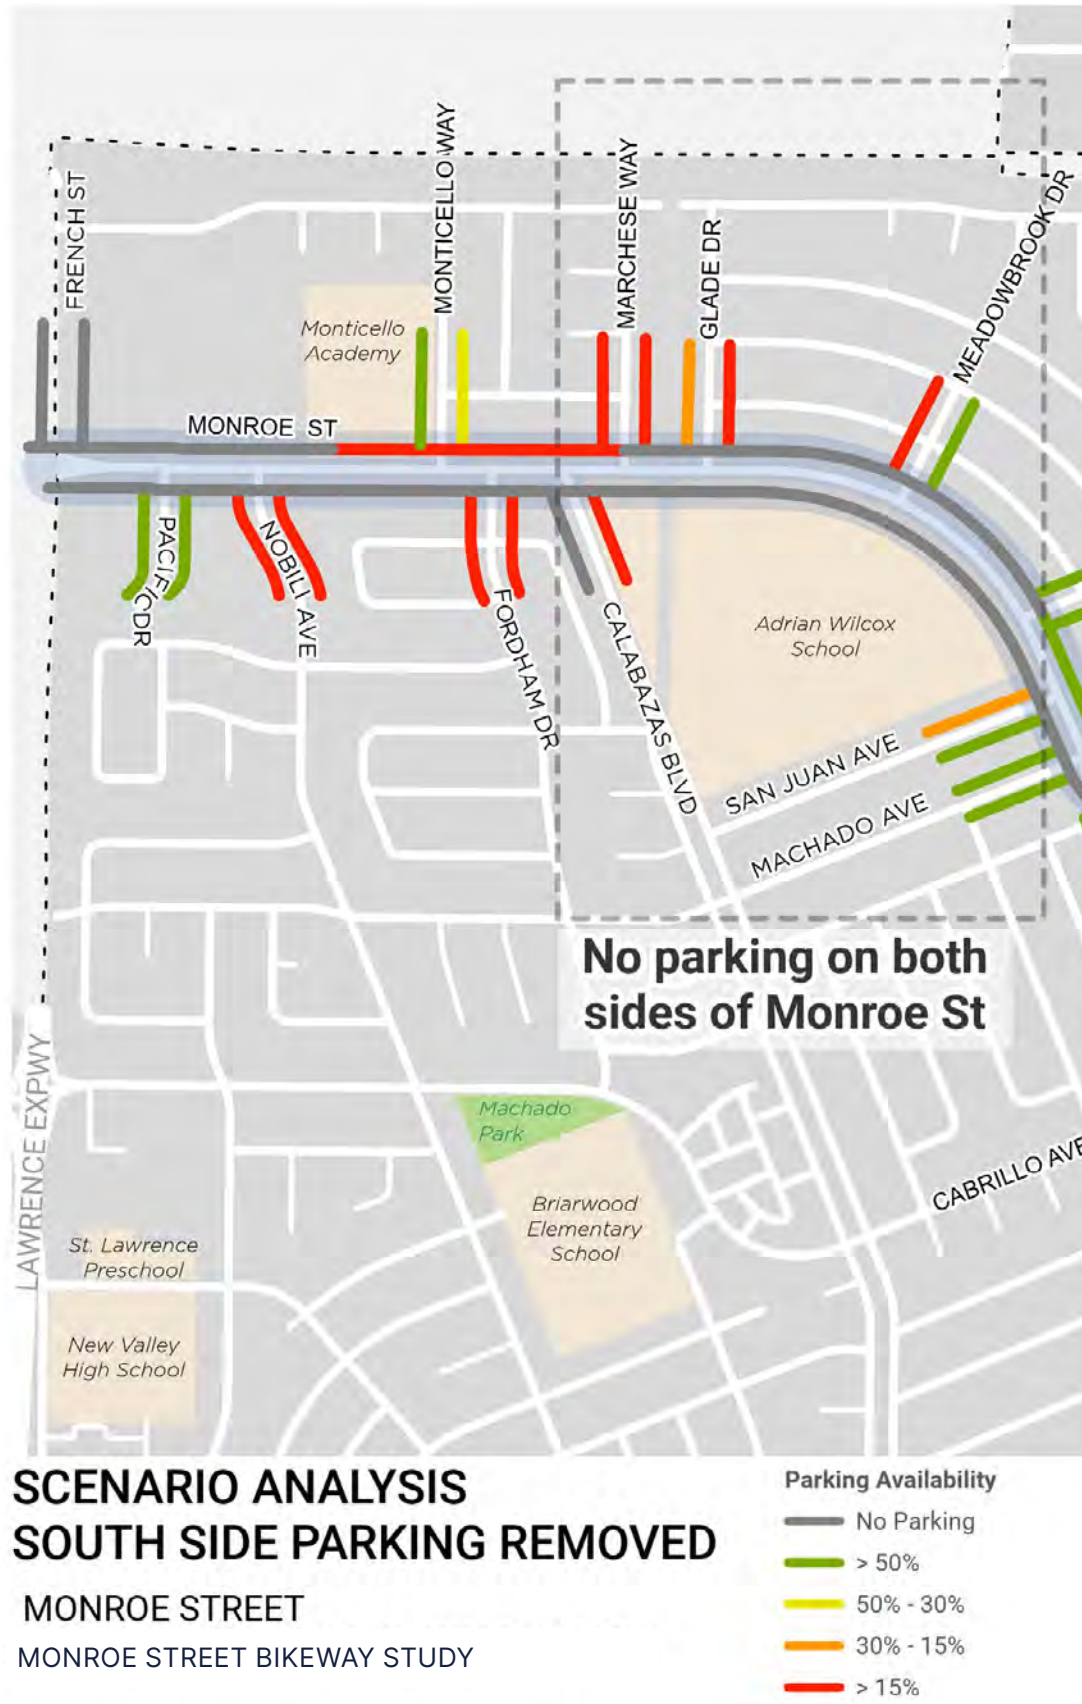 FRENCH ST
MONTICELLO WAY
MARCHESE WAY
GLADE DR
MEADOWBROOK DR
Monticello
Academy
MONROE ST
PACIFIC DR
NOBILI AVE
FORDHAM DR
CALABAZAS BLVD
Adrian Wilcox
School
SAN JUAN AVE
MACHADO AVE
No parking on both
sides of Monroe St
LAWRENCE EXPWY
Machado
Park
CABRILLO AVE
Briarwood
Elementary
School
St. Lawrence
Preschool
New Valley
High School
SCENARIO ANALYSIS
SOUTH SIDE PARKING REMOVED
MONROE STREET
MONROE STREET BIKEWAY STUDY
Parking Availability
No Parking
> 50%
50% - 30%
30% - 15%
> 15%